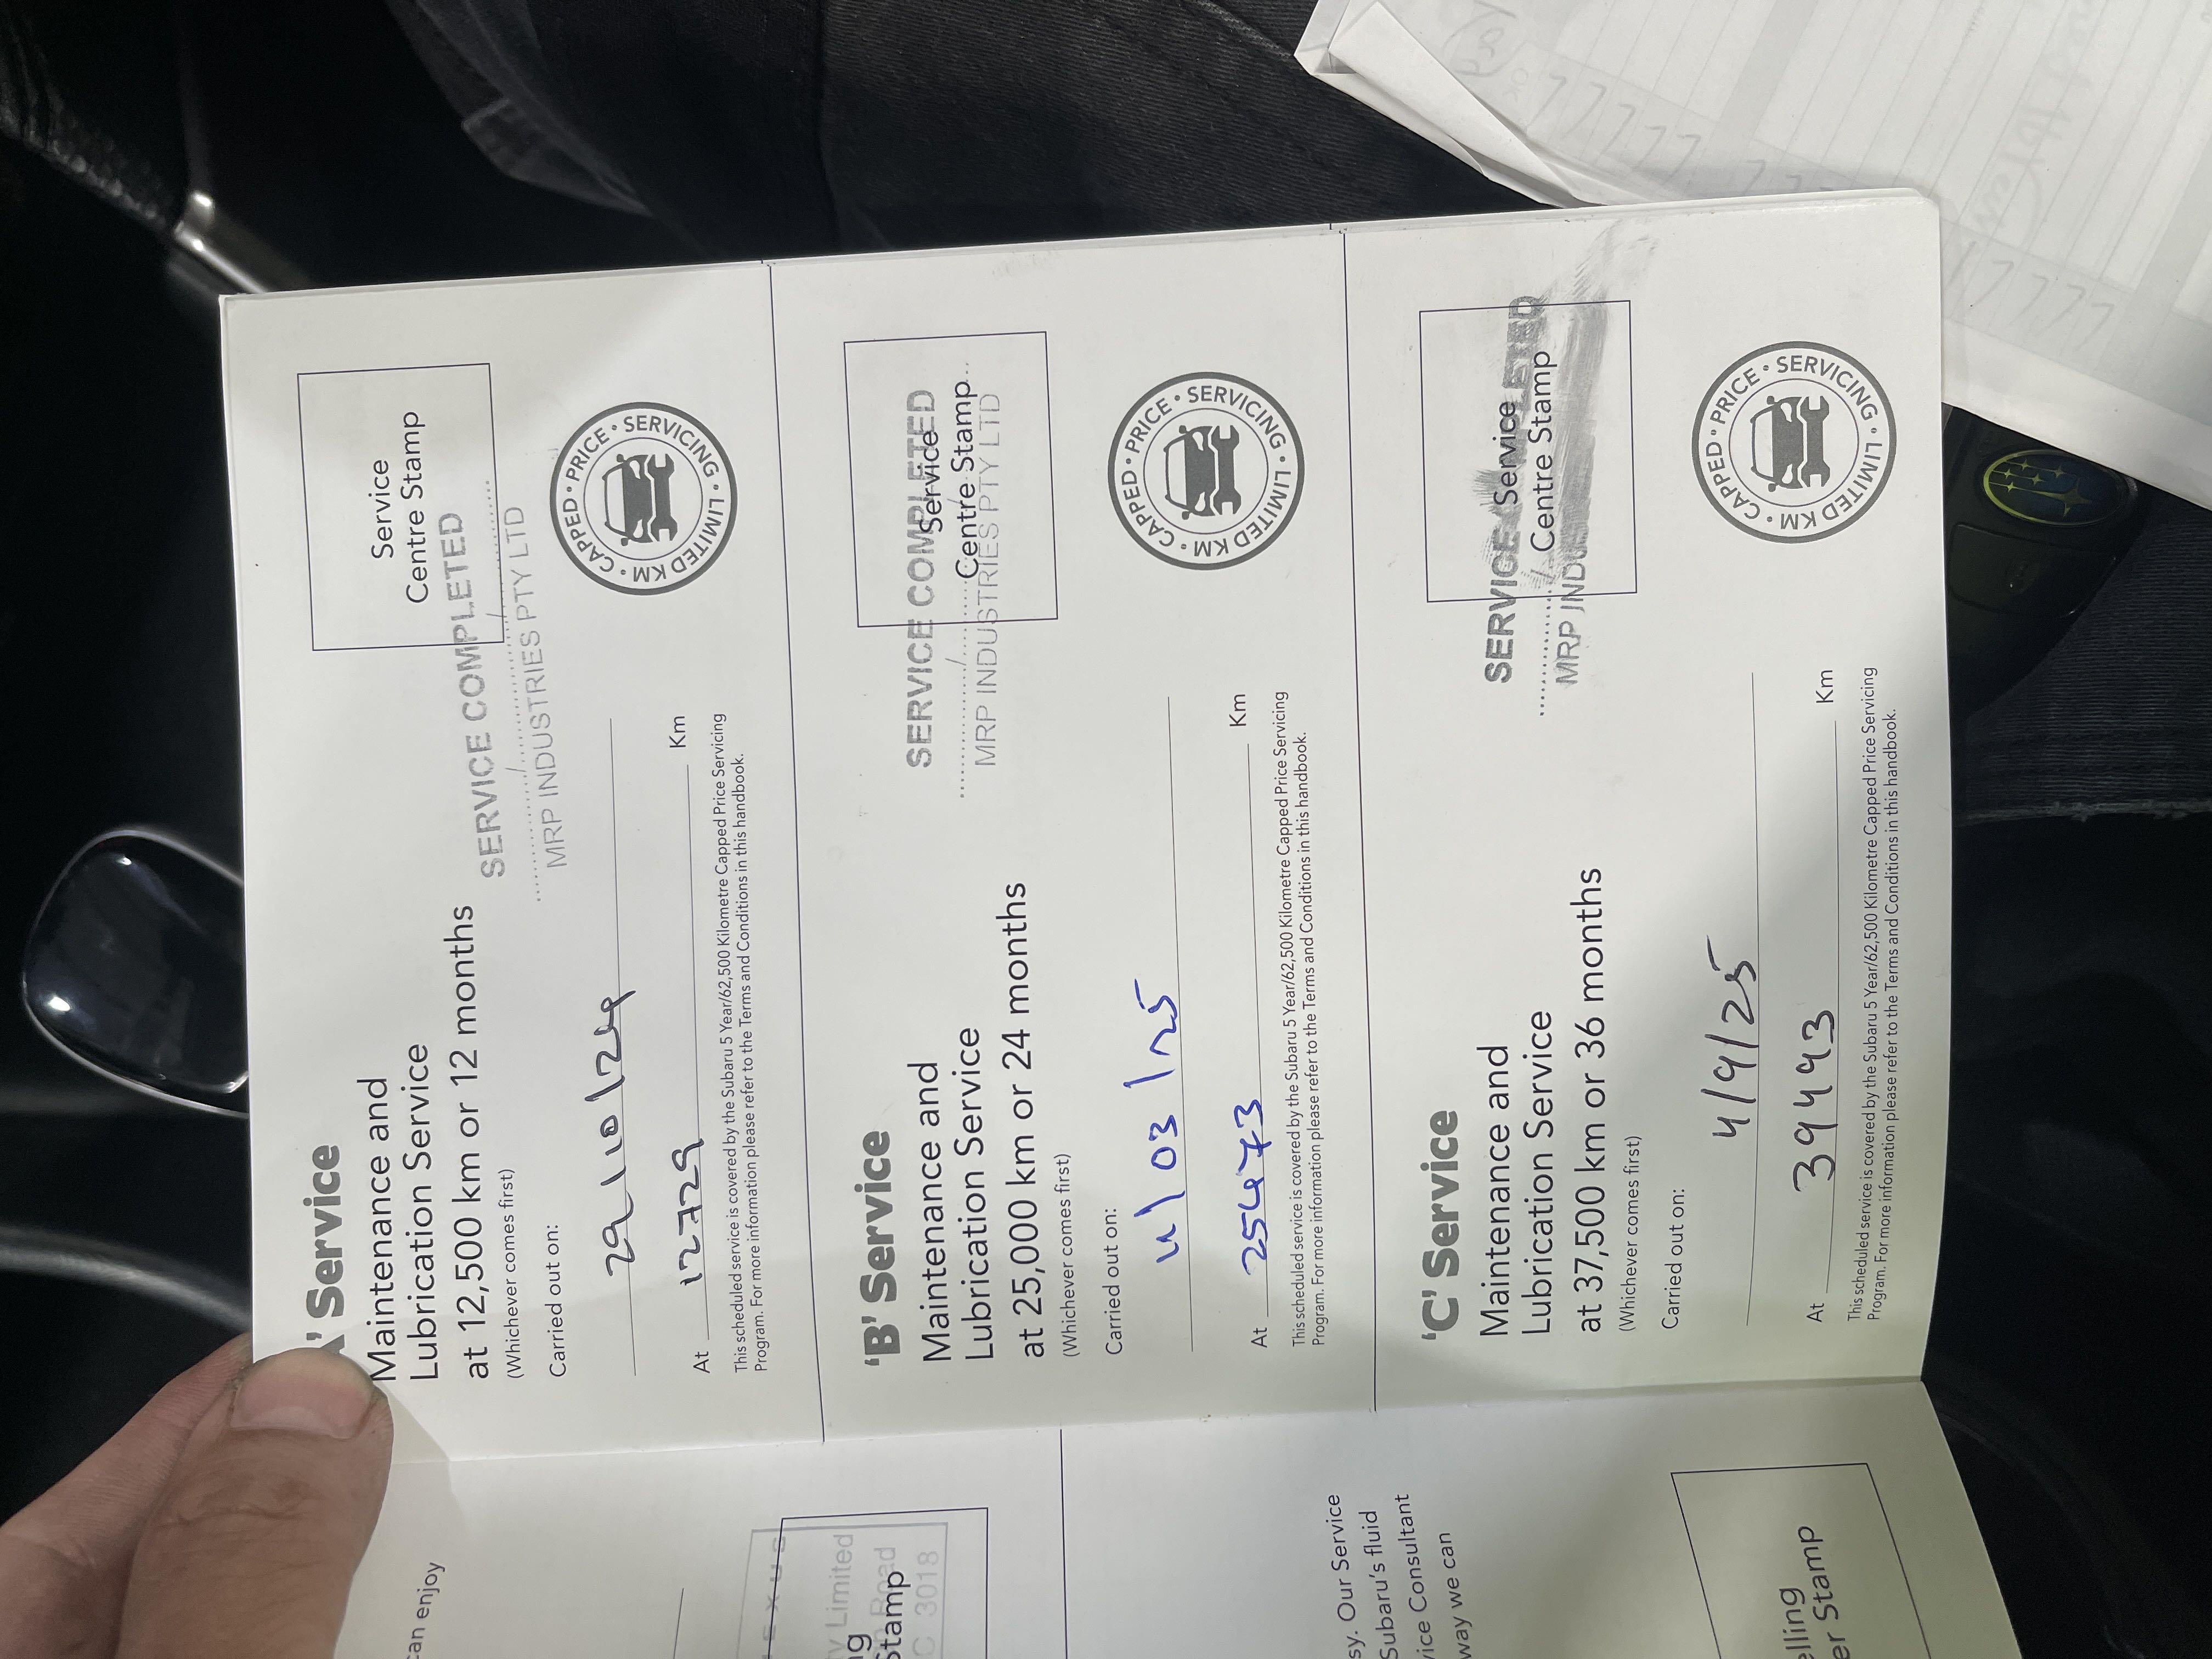 'A' Service
Maintenance and
Lubrication Service
at 12,500 km or 12 months
(Whichever comes first)
Carried out on:
29/10/24
At 12729 Km
This scheduled service is covered by the Subaru 5 Year/62,500 Kilometre Capped Price Servicing
Program. For more information please refer to the Terms and Conditions in this handbook.
Service
Centre Stamp
SERVICE COMPLETED
MRP INDUSTRIES PTY LTD
CAPPED • PRICE • SERVICING • LIMITED KM •
'B' Service
Maintenance and
Lubrication Service
at 25,000 km or 24 months
(Whichever comes first)
Carried out on:
/03/25
At 25473 Km
This scheduled service is covered by the Subaru 5 Year/62,500 Kilometre Capped Price Servicing
Program. For more information please refer to the Terms and Conditions in this handbook.
SERVICE COMPLETED
Service
Centre Stamp
MRP INDUSTRIES PTY LTD
CAPPED • PRICE • SERVICING • LIMITED KM •
'C' Service
Maintenance and
Lubrication Service
at 37,500 km or 36 months
(Whichever comes first)
Carried out on:
4/9/25
At 39443 Km
This scheduled service is covered by the Subaru 5 Year/62,500 Kilometre Capped Price Servicing
Program. For more information please refer to the Terms and Conditions in this handbook.
SERVICE COMPLETED
Service
Centre Stamp
MRP
CAPPED • PRICE • SERVICING • LIMITED KM •
can enjoy
Limited
Road
Stamp
3018
sy. Our Service
Subaru's fluid
vice Consultant
way we can
elling
er Stamp